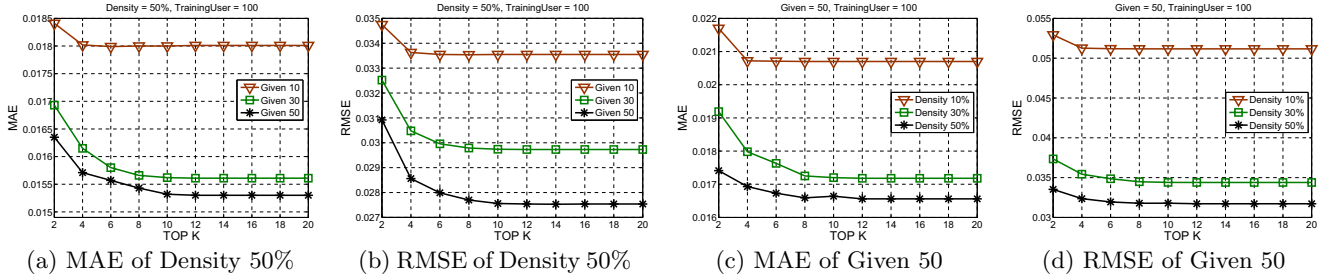 Density = 50%, TrainingUser = 100
0.0185
0.018
0.0175
0.017
0.0165
0.016
0.0155
0.015
MAE
Given 10
Given 30
Given 50
2 4 6 8 10 12 14 16 18 20
TOP K
(a) MAE of Density 50%
Density = 50%, TrainingUser = 100
0.035
0.034
0.033
0.032
0.031
0.03
0.029
0.028
0.027
RMSE
Given 10
Given 30
Given 50
2 4 6 8 10 12 14 16 18 20
TOP K
(b) RMSE of Density 50%
Given = 50, TrainingUser = 100
0.022
0.021
0.02
0.019
0.018
0.017
0.016
MAE
Density 10%
Density 30%
Density 50%
2 4 6 8 10 12 14 16 18 20
TOP K
(c) MAE of Given 50
Given = 50, TrainingUser = 100
0.055
0.05
0.045
0.04
0.035
0.03
RMSE
Density 10%
Density 30%
Density 50%
2 4 6 8 10 12 14 16 18 20
TOP K
(d) RMSE of Given 50